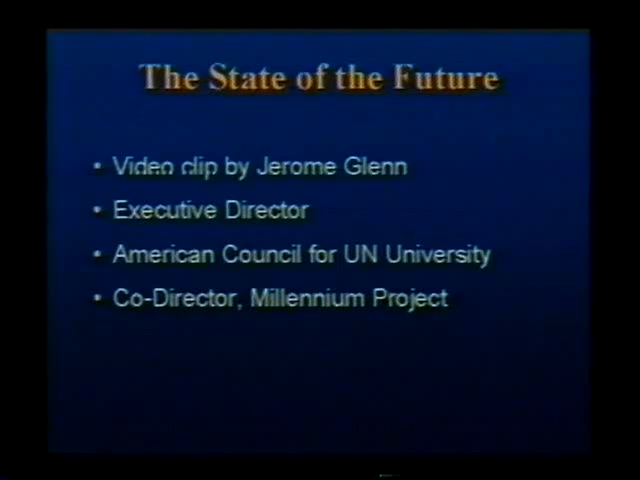 The State of the Future
• Video clip by Jerome Glenn
• Executive Director
• American Council for UN University
• Co-Director, Millennium Project